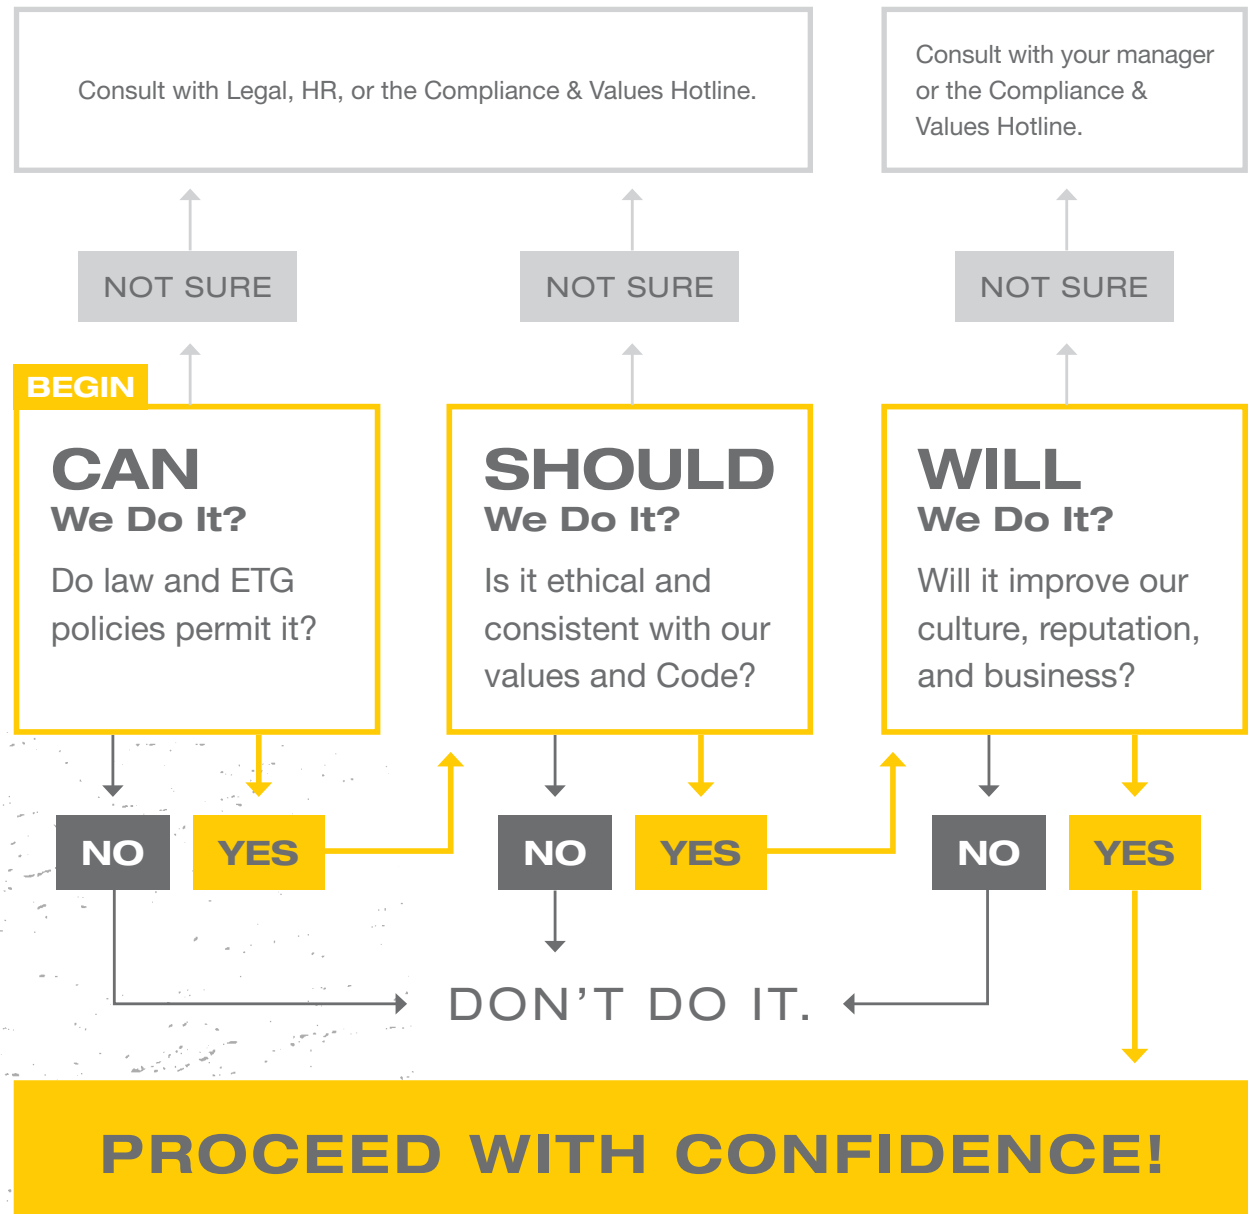 Consult with Legal, HR, or the Compliance & Values Hotline.
Consult with your manager
or the Compliance &
Values Hotline.
NOT SURE
NOT SURE
NOT SURE
BEGIN
CAN
We Do It?
Do law and ETG
policies permit it?
SHOULD
We Do It?
Is it ethical and
consistent with our
values and Code?
WILL
We Do It?
Will it improve our
culture, reputation,
and business?
NO
YES
NO
YES
NO
YES
DON'T DO IT.
PROCEED WITH CONFIDENCE!